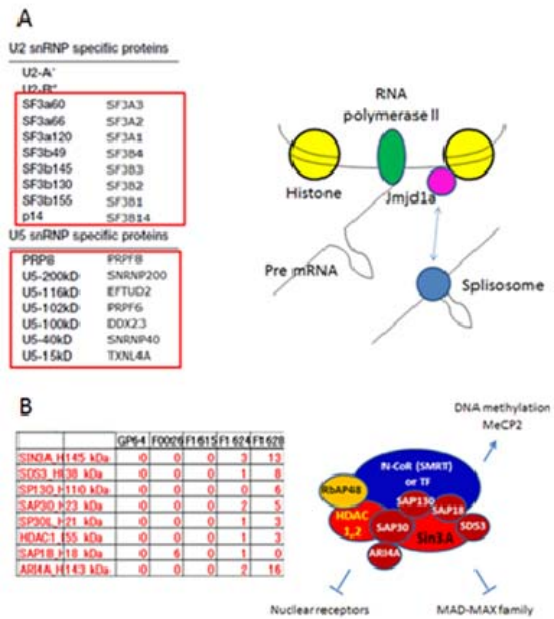 A
U2 snRNP specific proteins
U2-A'
SF3a60 SF3A3
SF3a66 SF3A2
SF3a120 SF3A1
SF3b49 SF3B4
SF3b145 SF3B3
SF3b130 SF3B2
SF3b155 SF3B1
p14 SF3B14
U5 snRNP specific proteins
PRP8 PRPF8
U5-200kD SNRNP200
U5-116kD EFTUD2
U5-102kD PRPF6
U5-100kD DDX23
U5-40kD SNRNP40
U5-15kD TXNL4A
RNA
polymerase II
Histone
Jmjd1a
Pre mRNA
Splisosome
B
GP64 F0026 F1615 F1624 F1628
SIN3A_H 145 kDa 0 0 0 3 13
SDS3_H 38 kDa 0 0 0 1 8
SP130_ 110 kDa 0 0 0 0 6
SAP30_H 23 kDa 0 0 0 2 5
SP30L_H 21 kDa 0 0 0 1 3
HDAC1_ 55 kDa 0 0 0 1 3
SAP18_H 18 kDa 0 6 0 1 0
ARI4A_H 143 kDa 0 0 0 2 16
DNA methylation
MeCP2
N-CoR (SMRT)
or TF
RbAP48
SAP130
SAP18
HDAC
1,2
SAP30
SDS3
Sin3A
ARI4A
Nuclear receptors
MAD-MAX family